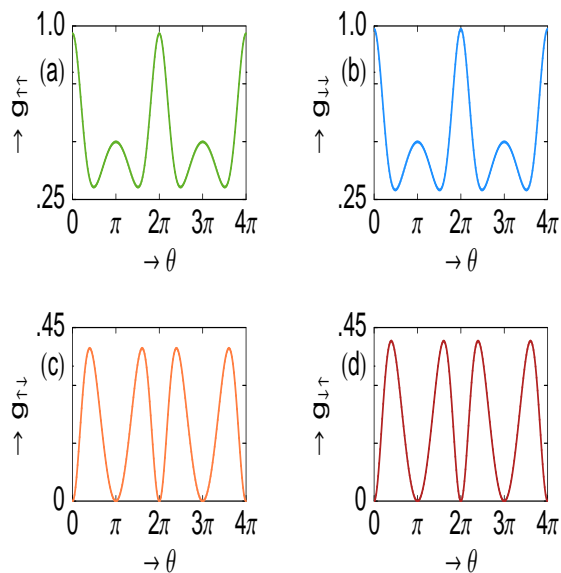 1.0
(a)
→ g↑↑
.25
0 π 2π 3π 4π
→ θ
1.0
(b)
→ g↓↓
.25
0 π 2π 3π 4π
→ θ
.45
(c)
→ g↑↓
0
0 π 2π 3π 4π
→ θ
.45
(d)
→ g↓↑
0
0 π 2π 3π 4π
→ θ